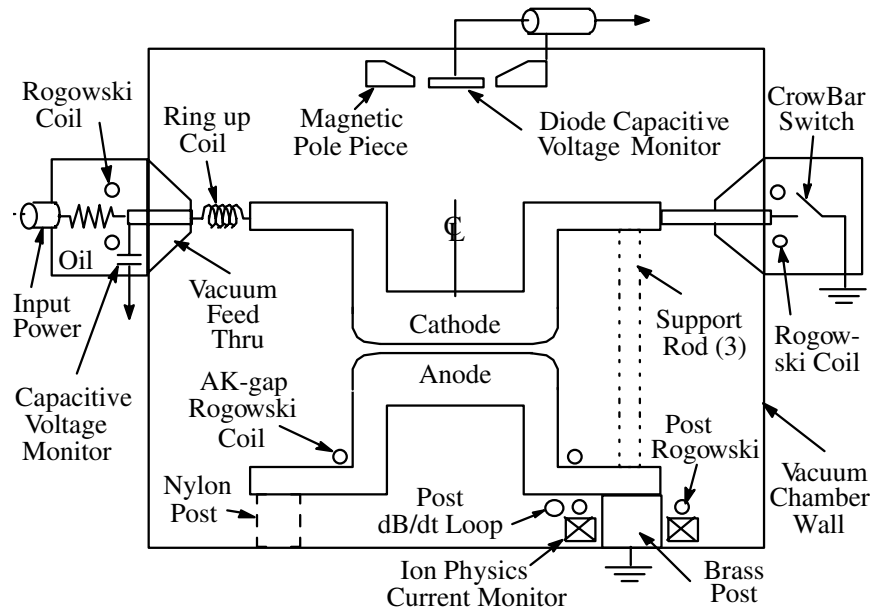 Rogowski
Coil
Ring up
Coil
Magnetic
Pole Piece
Diode Capacitive
Voltage Monitor
CrowBar
Switch
Oil
Input
Power
Vacuum
Feed
Thru
Capacitive
Voltage
Monitor
℄
Cathode
Anode
Support
Rod (3)
Rogow-
ski Coil
AK-gap
Rogowski
Coil
Post
Rogowski
Nylon
Post
Post
dB/dt Loop
Vacuum
Chamber
Wall
Ion Physics
Current Monitor
Brass
Post